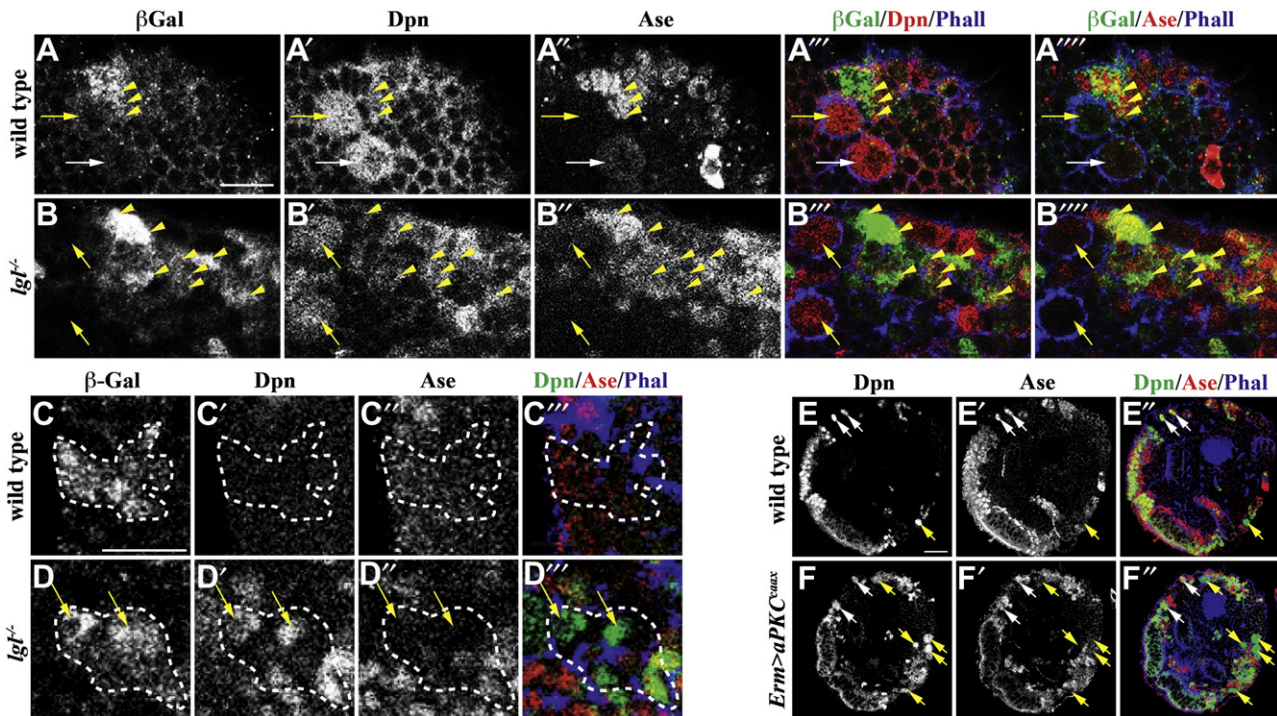 βGal Dpn Ase βGal/Dpn/Phall βGal/Ase/Phall
wild type
A A′ A″ A‴ A⁗
lgl-/-
B B′ B″ B‴ B⁗
β-Gal Dpn Ase Dpn/Ase/Phal
wild type
C C′ C″ C‴
lgl-/-
D D′ D″ D‴
Dpn Ase Dpn/Ase/Phal
wild type
E E′ E″
Erm>aPKCcaax
F F′ F″